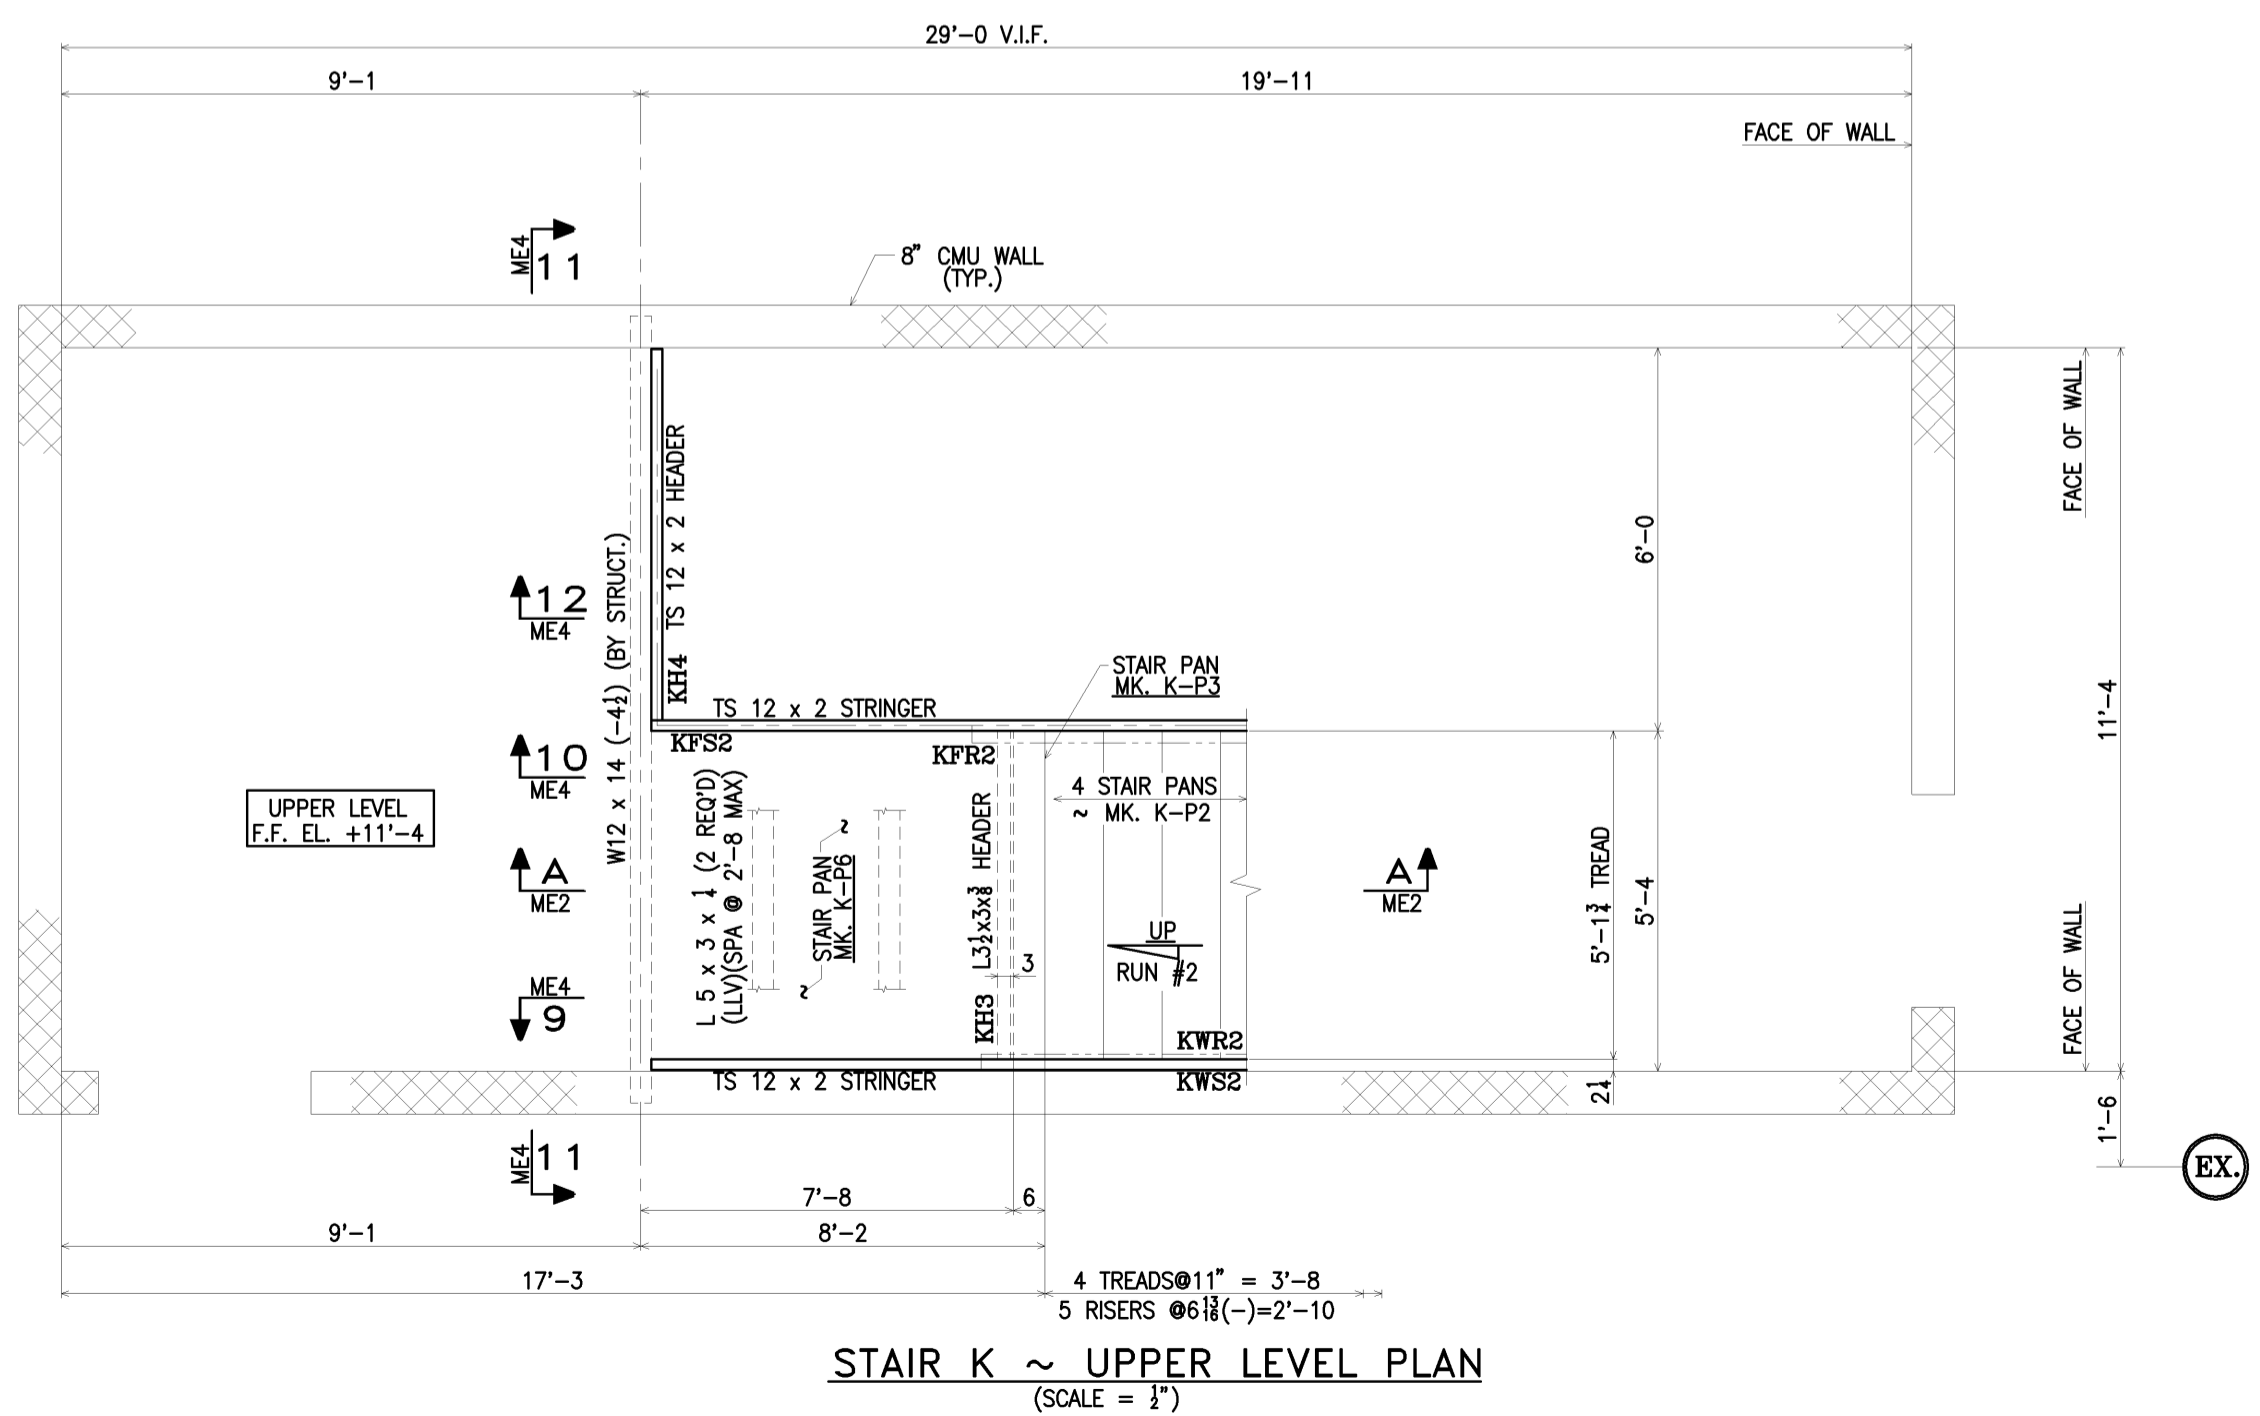 29'-0 V.I.F.
9'-1
19'-11
FACE OF WALL
ME4
11
8" CMU WALL
(TYP.)
TS 12 x 2 HEADER
KH4
W12 x 14 (-4½) (BY STRUCT.)
12
ME4
10
ME4
UPPER LEVEL
F.F. EL. +11'-4
A
ME2
ME4
9
STAIR PAN
MK. K-P3
TS 12 x 2 STRINGER
KFS2
KFR2
4 STAIR PANS
~ MK. K-P2
L 5 x 3 x ¼ (2 REQ'D)
(LLV)(SPA @ 2'-8 MAX)
STAIR PAN
MK. K-P6
L3½x3x⅜ HEADER
KH3
3
UP
RUN #2
KWR2
KWS2
TS 12 x 2 STRINGER
A
ME2
6'-0
5'-1¾ TREAD
5'-4
2¼
FACE OF WALL
FACE OF WALL
11'-4
1'-6
EX.
ME4
11
7'-8
6
9'-1
8'-2
17'-3
4 TREADS@11" = 3'-8
5 RISERS @6 13/16(-)=2'-10
STAIR K ~ UPPER LEVEL PLAN
(SCALE = ½")